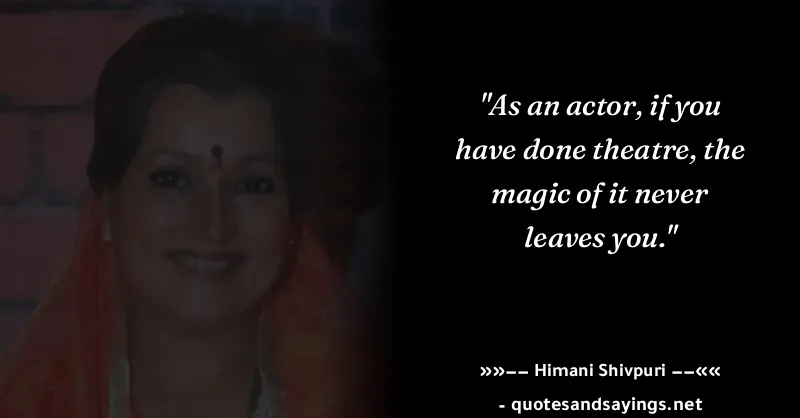 "As an actor, if you
have done theatre, the
magic of it never
leaves you."
»»−− Himani Shivpuri −−««
- quotesandsayings.net